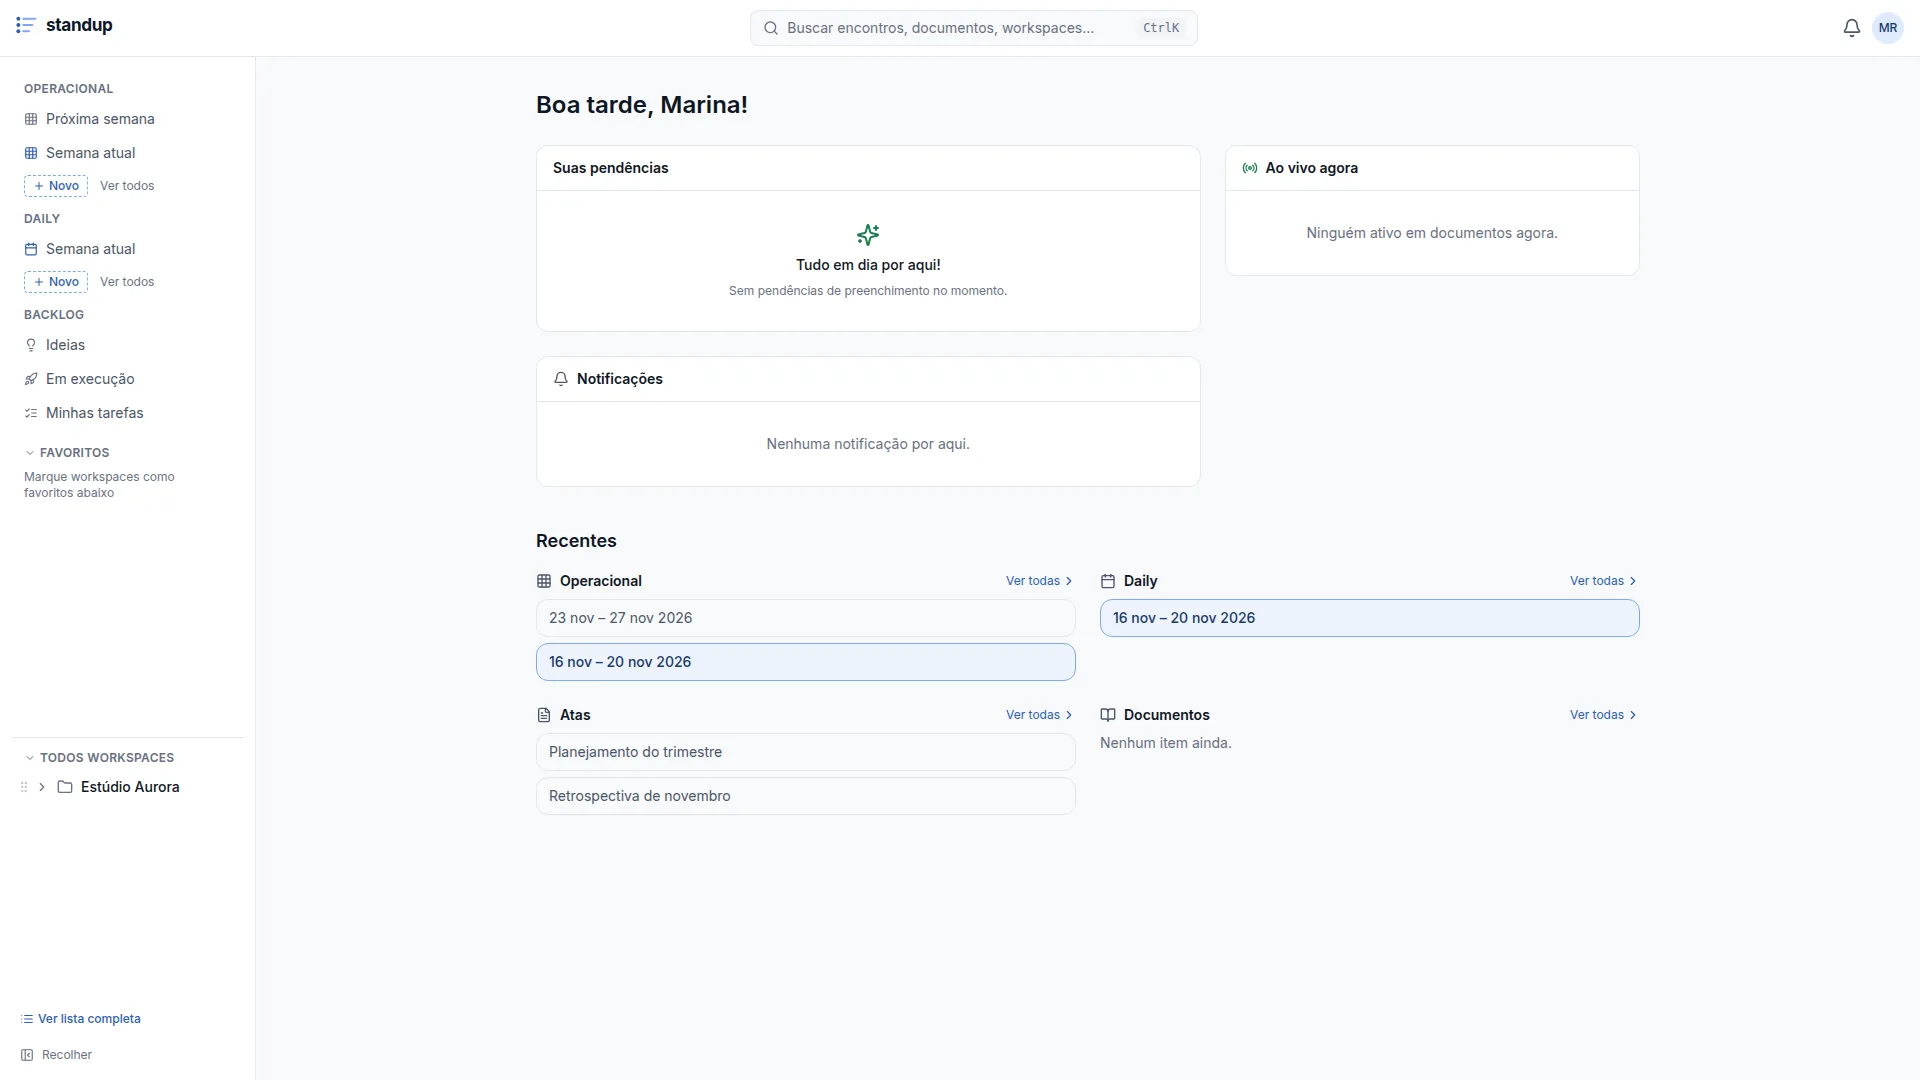 standup
Buscar encontros, documentos, workspaces... CtrlK
MR
OPERACIONAL
Próxima semana
Semana atual
+ Novo Ver todos
DAILY
Semana atual
+ Novo Ver todos
BACKLOG
Ideias
Em execução
Minhas tarefas
FAVORITOS
Marque workspaces como
favoritos abaixo
TODOS WORKSPACES
Estúdio Aurora
Ver lista completa
Recolher
Boa tarde, Marina!
Suas pendências
Tudo em dia por aqui!
Sem pendências de preenchimento no momento.
Ao vivo agora
Ninguém ativo em documentos agora.
Notificações
Nenhuma notificação por aqui.
Recentes
Operacional Ver todas
23 nov – 27 nov 2026
16 nov – 20 nov 2026
Daily Ver todas
16 nov – 20 nov 2026
Atas Ver todas
Planejamento do trimestre
Retrospectiva de novembro
Documentos Ver todas
Nenhum item ainda.